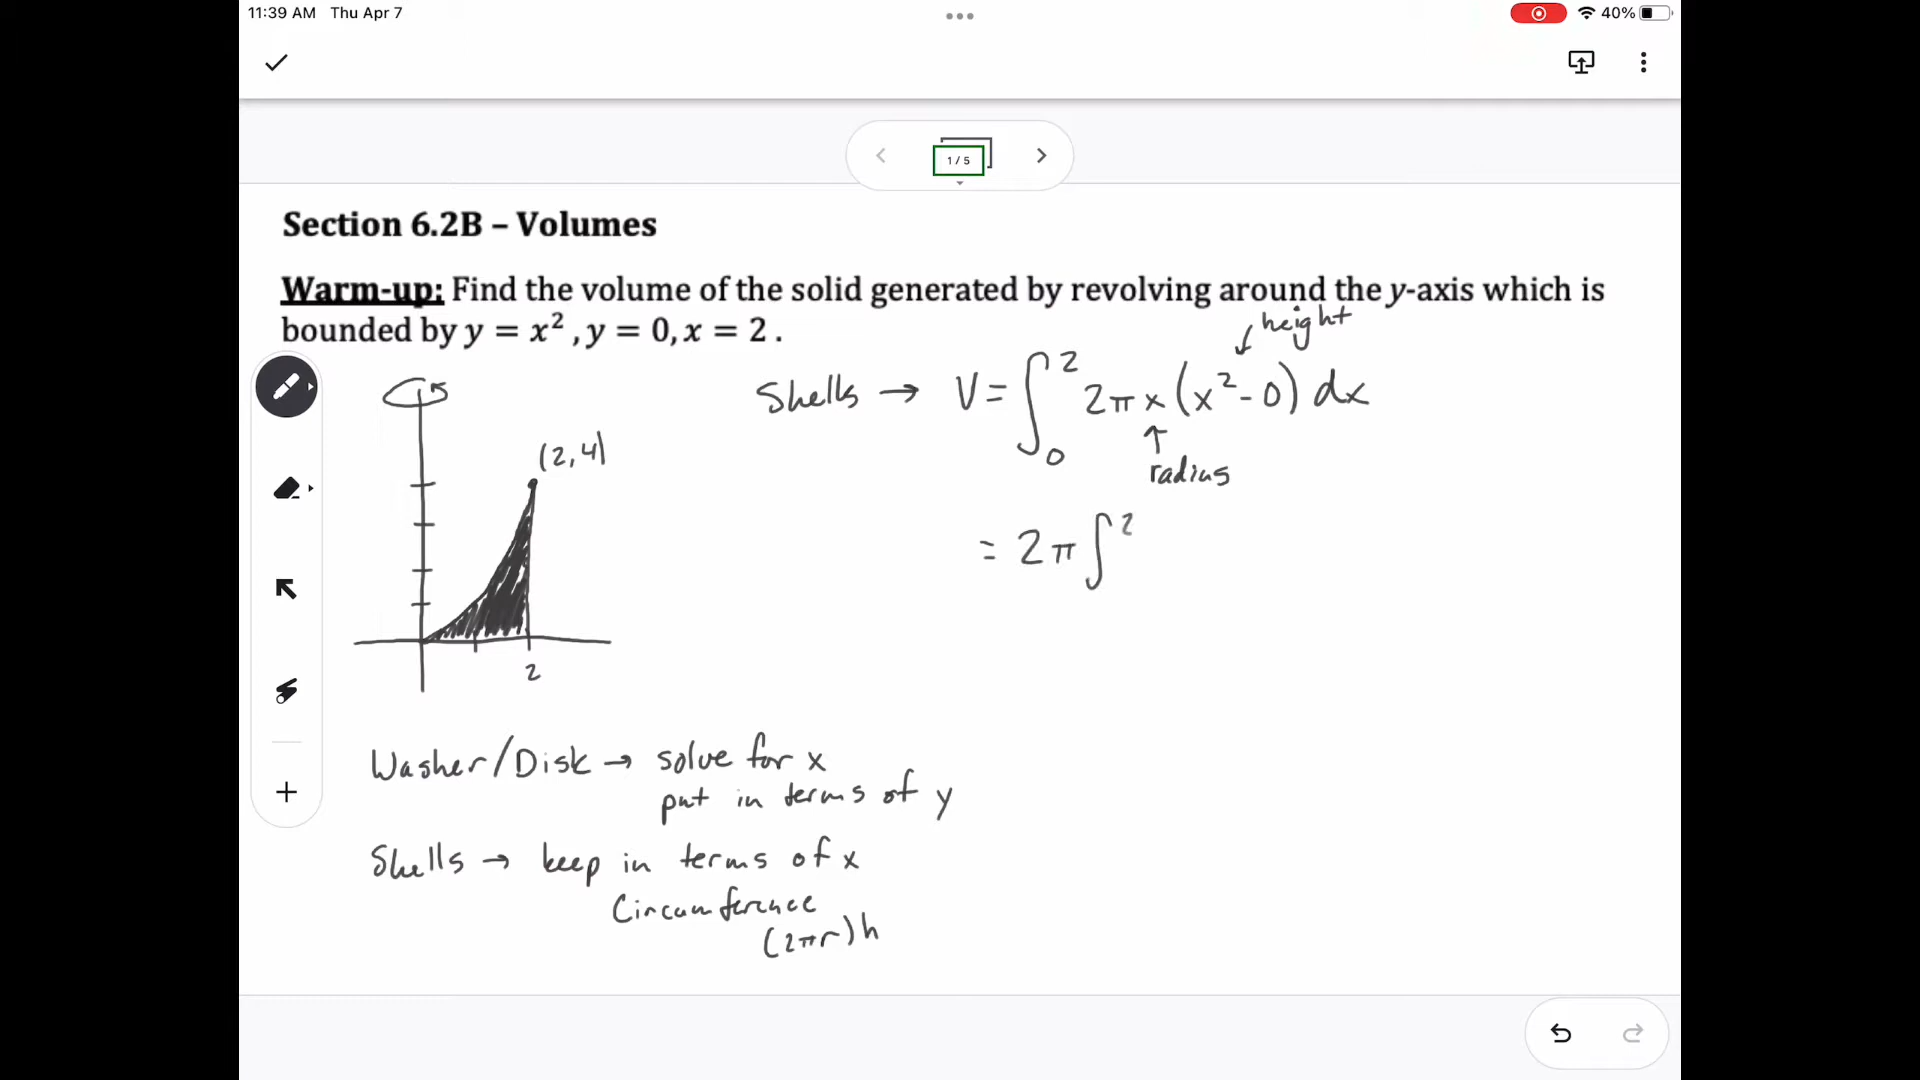 11:39 AM Thu Apr 7
40%
1 / 5
Section 6.2B – Volumes
Warm-up: Find the volume of the solid generated by revolving around the y-axis which is
bounded by y = x², y = 0, x = 2 .
height
Shells → V = ∫₀² 2πx(x²-0) dx
radius
(2,4)
= 2π ∫²
2
Washer/Disk → solve for x
put in terms of y
Shells → keep in terms of x
Circumference
(2πr)h